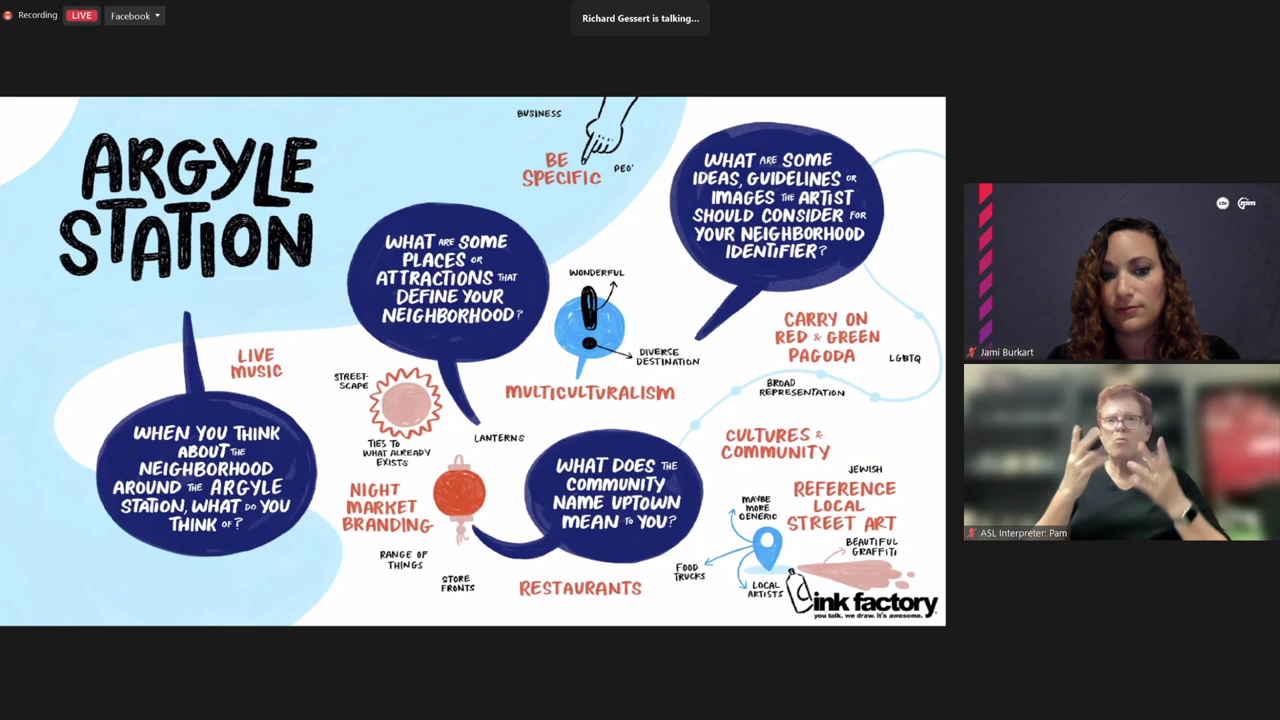 Recording
LIVE
Facebook
Richard Gessert is talking...
ARGYLE
STATION
BUSINESS
BE
SPECIFIC
WHAT ARE SOME
PLACES OR
ATTRACTIONS THAT
DEFINE YOUR
NEIGHBORHOOD?
WHAT ARE SOME
IDEAS, GUIDELINES OR
IMAGES THE ARTIST
SHOULD CONSIDER FOR
YOUR NEIGHBORHOOD
IDENTIFIER?
WONDERFUL
DIVERSE
DESTINATION
MULTICULTURALISM
CARRY ON
RED & GREEN
PAGODA
LGBTQ
BROAD
REPRESENTATION
LIVE
MUSIC
STREET-
SCAPE
TIES TO
WHAT ALREADY
EXISTS
LANTERNS
WHEN YOU THINK
ABOUT THE
NEIGHBORHOOD
AROUND THE ARGYLE
STATION, WHAT DO YOU
THINK OF?
NIGHT
MARKET
BRANDING
RANGE OF
THINGS
STORE
FRONTS
WHAT DOES THE
COMMUNITY
NAME UPTOWN
MEAN TO YOU?
RESTAURANTS
CULTURES &
COMMUNITY
JEWISH
REFERENCE
LOCAL
STREET ART
MAYBE
MORE
GENERIC
BEAUTIFUL
GRAFFITI
FOOD
TRUCKS
LOCAL
ARTISTS
ink factory
you talk. we draw. it's awesome.
cta
rpm
Jami Burkart
ASL Interpreter: Pam